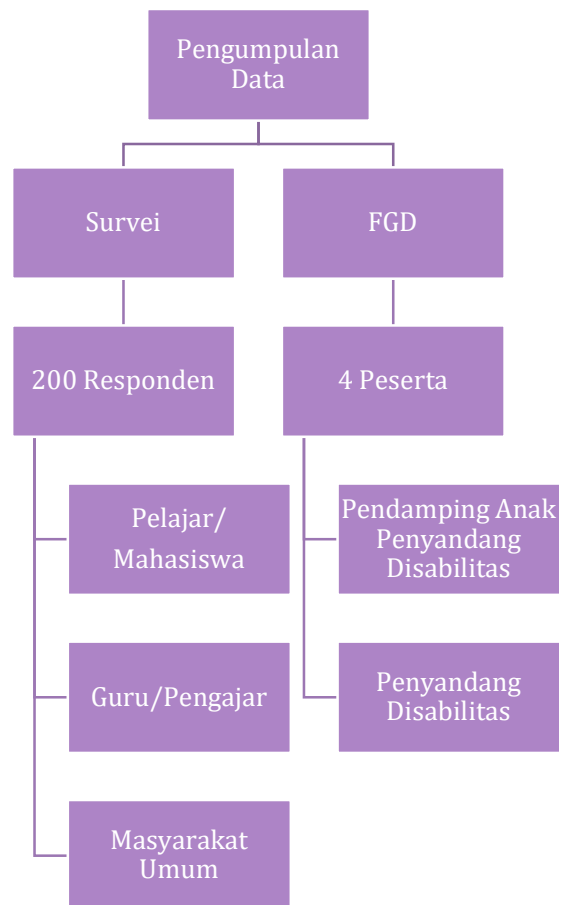 Pengumpulan
Data
Survei
FGD
200 Responden
4 Peserta
Pelajar/
Mahasiswa
Guru/Pengajar
Masyarakat
Umum
Pendamping Anak
Penyandang
Disabilitas
Penyandang
Disabilitas